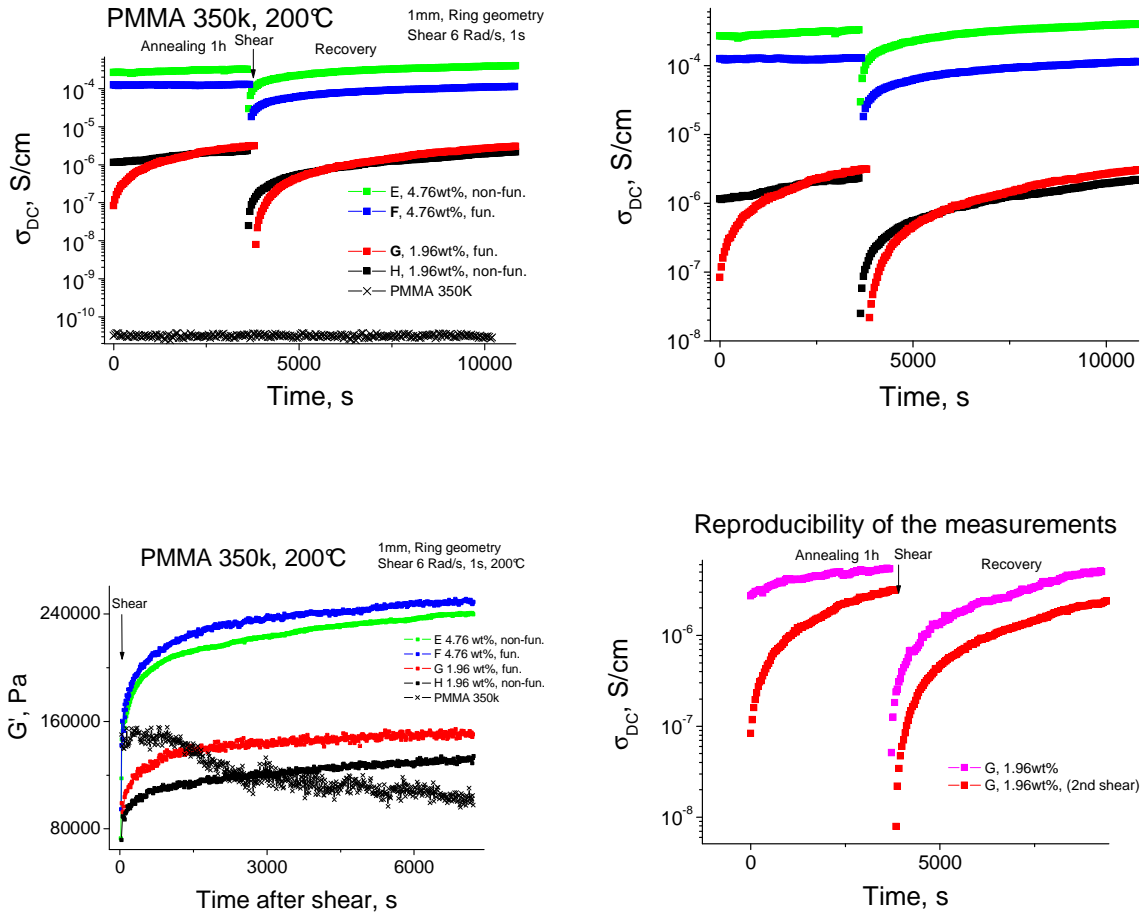 PMMA 350k, 200℃
1mm, Ring geometry
Shear 6 Rad/s, 1s
Annealing 1h
Shear
Recovery
10⁻⁴
10⁻⁵
10⁻⁶
10⁻⁷
10⁻⁸
10⁻⁹
10⁻¹⁰
σDC, S/cm
E, 4.76wt%, non-fun.
F, 4.76wt%, fun.
G, 1.96wt%, fun.
H, 1.96wt%, non-fun.
PMMA 350K
0 5000 10000
Time, s
10⁻³
10⁻⁴
10⁻⁵
10⁻⁶
10⁻⁷
10⁻⁸
σDC, S/cm
0 5000 10000
Time, s
PMMA 350k, 200℃
1mm, Ring geometry
Shear 6 Rad/s, 1s, 200℃
Shear
240000
160000
80000
G', Pa
E 4.76 wt%, non-fun.
F 4.76 wt%, fun.
G 1.96 wt%, fun.
H 1.96 wt%, non-fun.
PMMA 350k
0 3000 6000
Time after shear, s
Reproducibility of the measurements
Annealing 1h
Shear
Recovery
10⁻⁶
10⁻⁷
10⁻⁸
σDC, S/cm
G, 1.96wt%
G, 1.96wt%, (2nd shear)
0 5000
Time, s